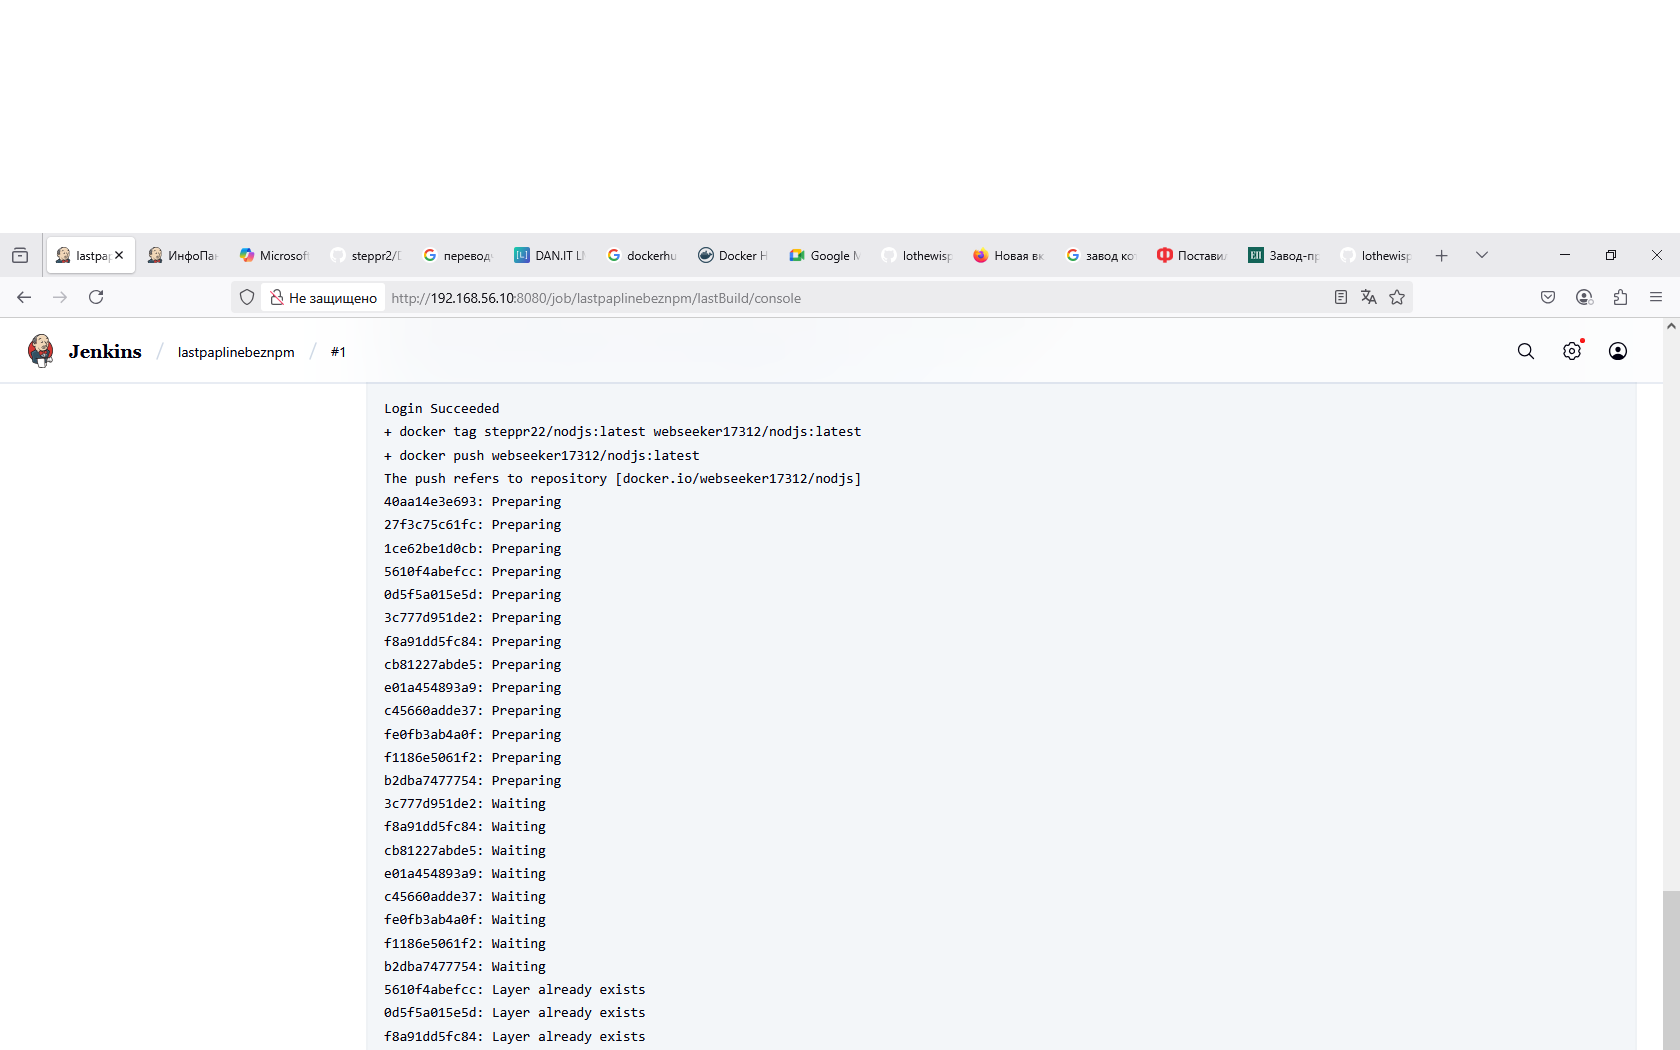 lastpap ИнфоПан Microsoft steppr2/ перевод DAN.IT dockerhu Docker H Google lothewisp Новая вк завод ко Постави Завод-пр lothewisp
Не защищено http://192.168.56.10:8080/job/lastpaplinebeznpm/lastBuild/console
Jenkins / lastpaplinebeznpm / #1
Login Succeeded
+ docker tag steppr22/nodjs:latest webseeker17312/nodjs:latest
+ docker push webseeker17312/nodjs:latest
The push refers to repository [docker.io/webseeker17312/nodjs]
40aa14e3e693: Preparing
27f3c75c61fc: Preparing
1ce62be1d0cb: Preparing
5610f4abefcc: Preparing
0d5f5a015e5d: Preparing
3c777d951de2: Preparing
f8a91dd5fc84: Preparing
cb81227abde5: Preparing
e01a454893a9: Preparing
c45660adde37: Preparing
fe0fb3ab4a0f: Preparing
f1186e5061f2: Preparing
b2dba7477754: Preparing
3c777d951de2: Waiting
f8a91dd5fc84: Waiting
cb81227abde5: Waiting
e01a454893a9: Waiting
c45660adde37: Waiting
fe0fb3ab4a0f: Waiting
f1186e5061f2: Waiting
b2dba7477754: Waiting
5610f4abefcc: Layer already exists
0d5f5a015e5d: Layer already exists
f8a91dd5fc84: Layer already exists